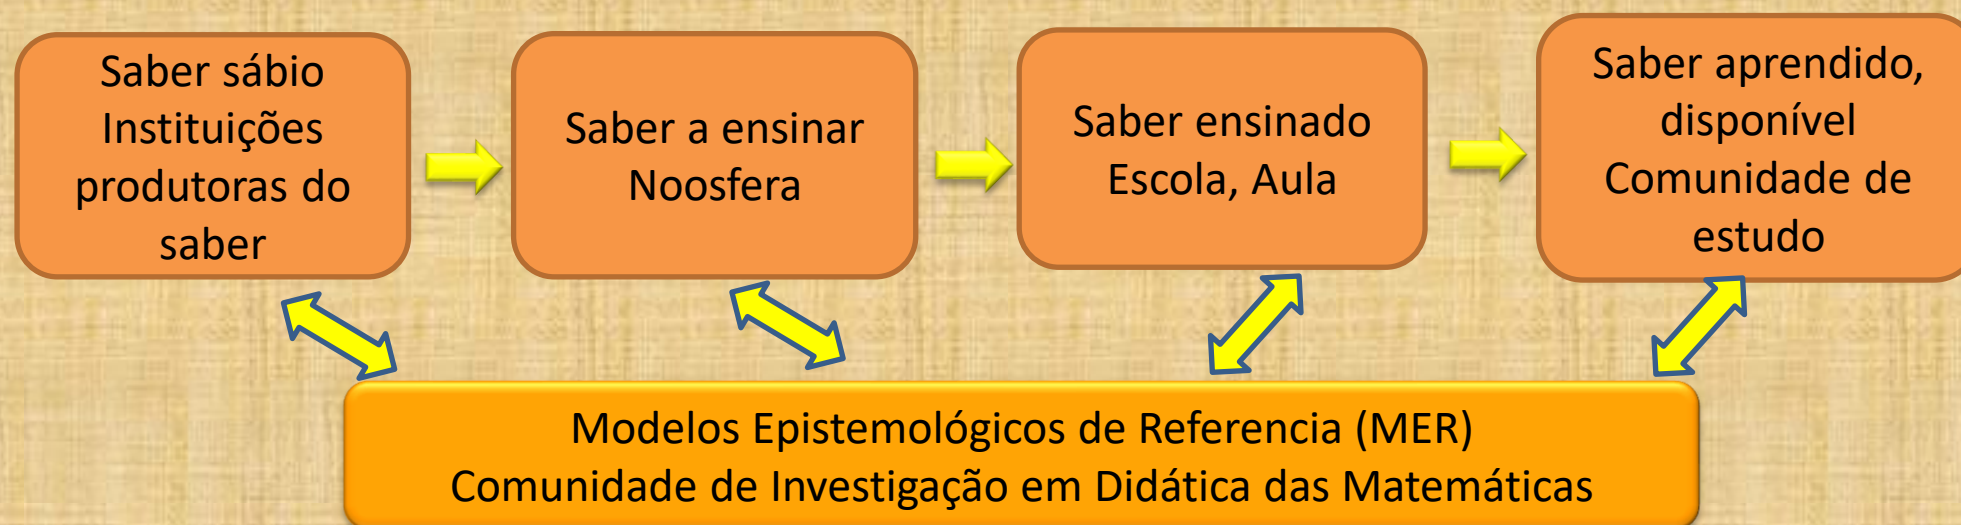 Saber sábio
Instituições
produtoras do
saber
Saber a ensinar
Noosfera
Saber ensinado
Escola, Aula
Saber aprendido,
disponível
Comunidade de
estudo
Modelos Epistemológicos de Referencia (MER)
Comunidade de Investigação em Didática das Matemáticas